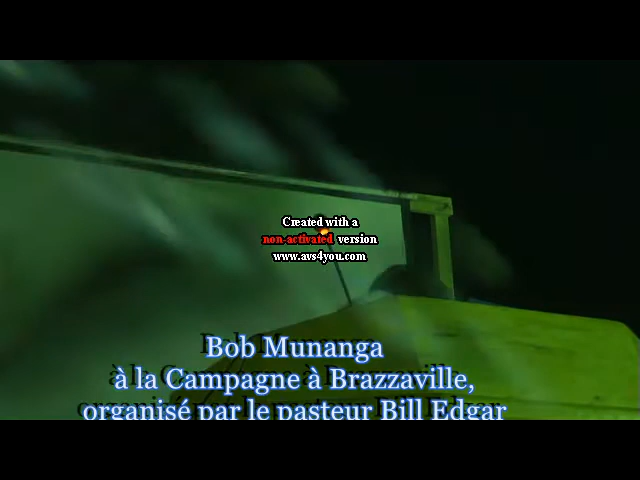 Created with a
non-activated version
www.avs4you.com
Bob Munanga
à la Campagne à Brazzaville,
organisé par le pasteur Bill Edgar